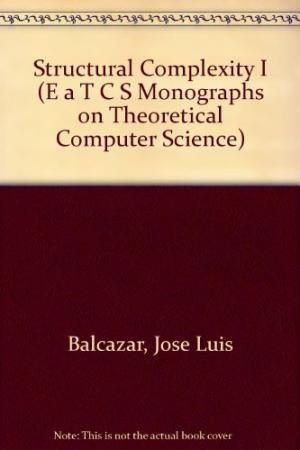 Structural Complexity I
(E a T C S Monographs
on Theoretical
Computer Science)
Balcazar, Jose Luis
Note: This is not the actual book cover